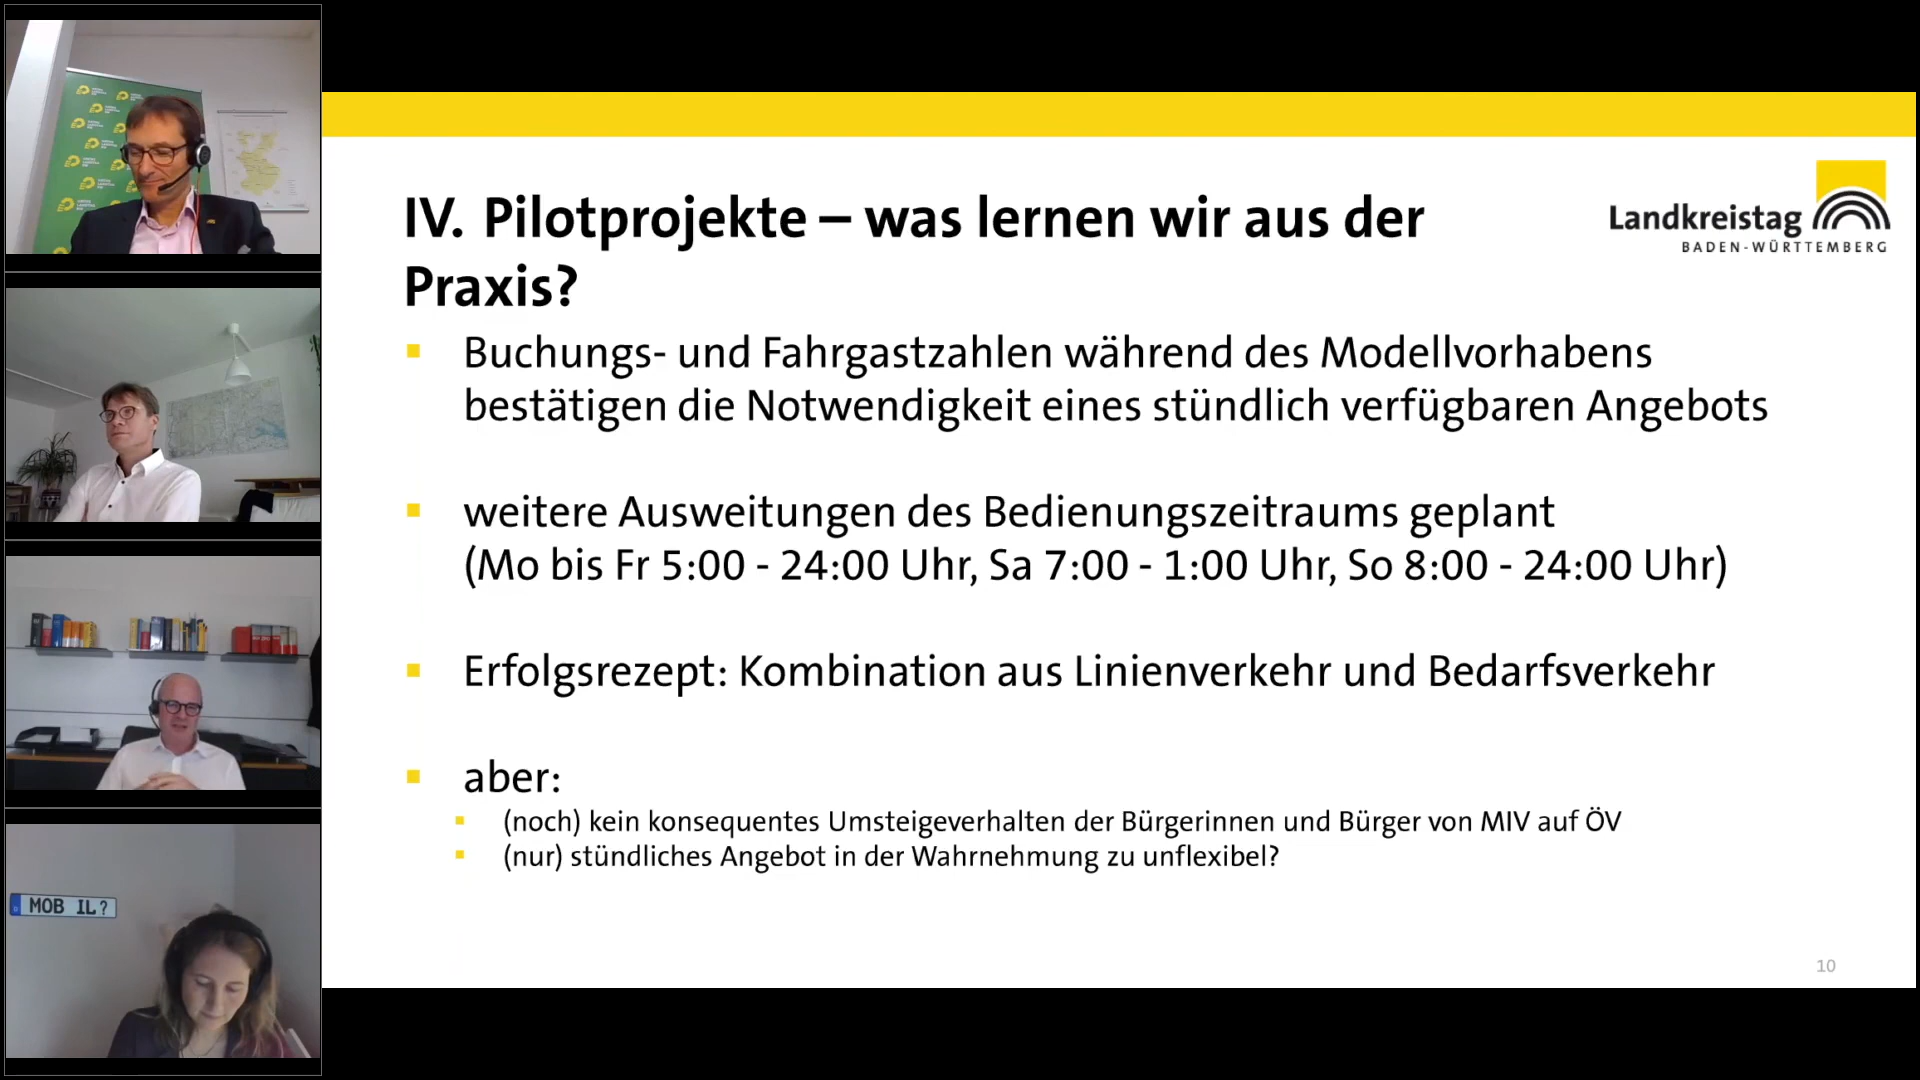 IV. Pilotprojekte – was lernen wir aus der
Praxis?
Landkreistag
BADEN-WÜRTTEMBERG
Buchungs- und Fahrgastzahlen während des Modellvorhabens
bestätigen die Notwendigkeit eines stündlich verfügbaren Angebots
weitere Ausweitungen des Bedienungszeitraums geplant
(Mo bis Fr 5:00 - 24:00 Uhr, Sa 7:00 - 1:00 Uhr, So 8:00 - 24:00 Uhr)
Erfolgsrezept: Kombination aus Linienverkehr und Bedarfsverkehr
aber:
(noch) kein konsequentes Umsteigeverhalten der Bürgerinnen und Bürger von MIV auf ÖV
(nur) stündliches Angebot in der Wahrnehmung zu unflexibel?
10
MOB IL?